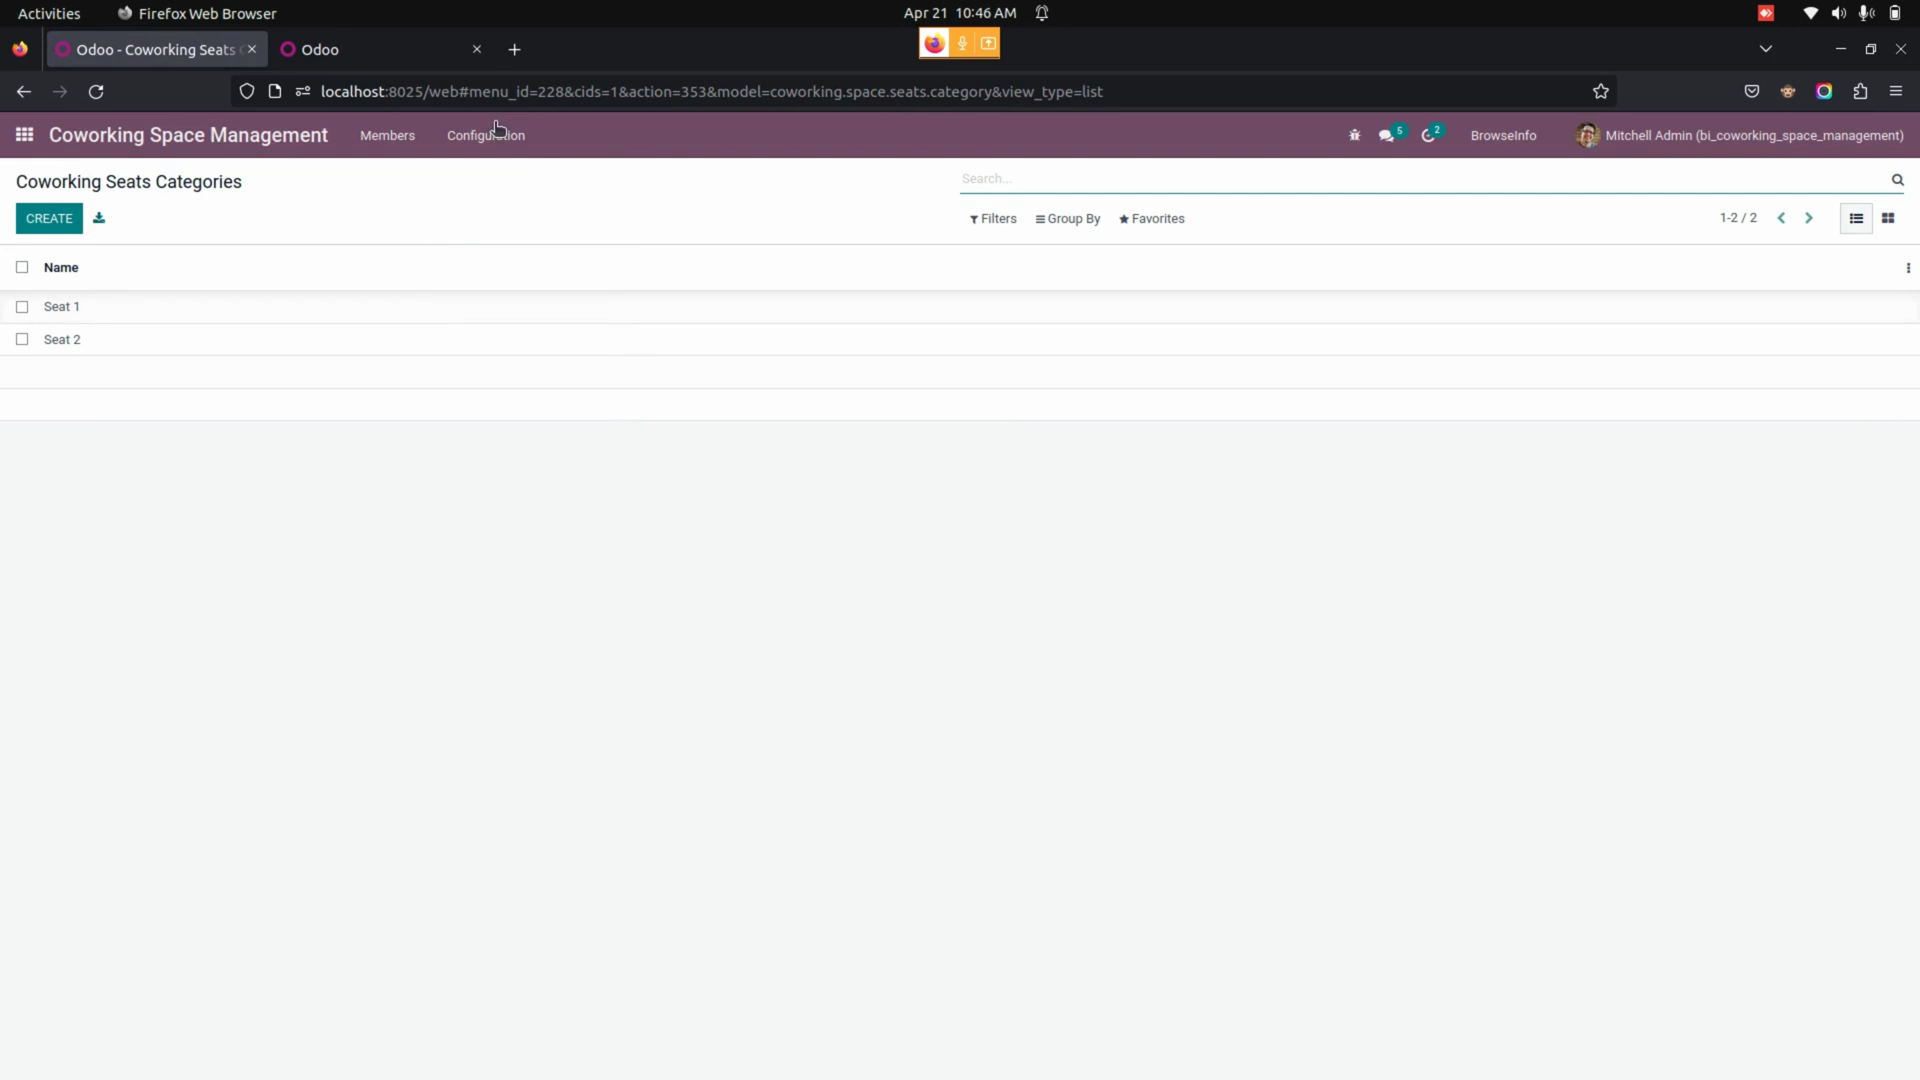 Activities
Firefox Web Browser
Apr 21 10:46 AM
Odoo - Coworking Seats
Odoo
localhost:8025/web#menu_id=228&cids=1&action=353&model=coworking.space.seats.category&view_type=list
Coworking Space Management
Members
Configuration
5
2
BrowseInfo
Mitchell Admin (bi_coworking_space_management)
Coworking Seats Categories
Search...
CREATE
Filters
Group By
Favorites
1-2 / 2
Name
Seat 1
Seat 2